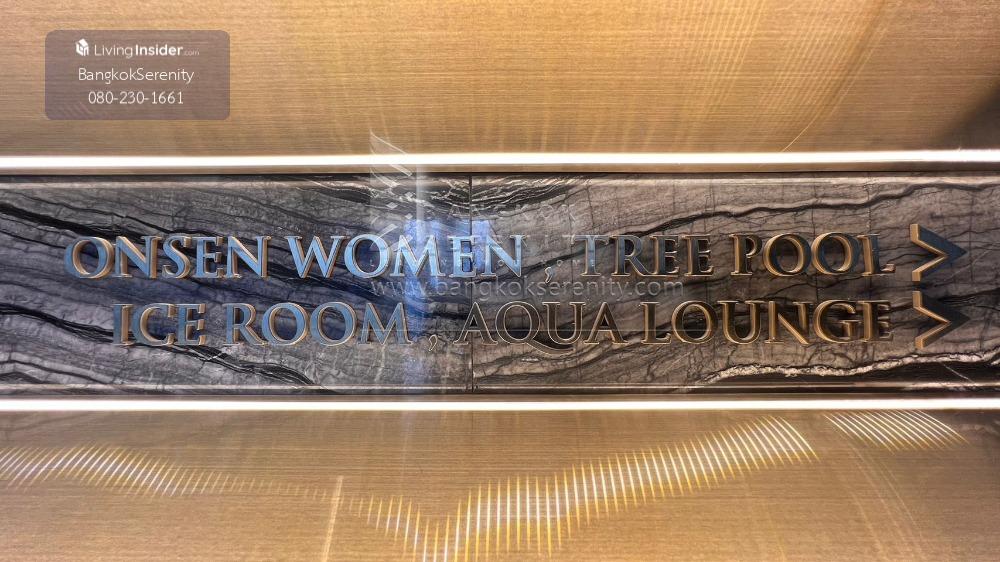 LivingInsider.com
BangkokSerenity
080-230-1661
ONSEN WOMEN , TREE POOL >
www.bangkokserenity.com
ICE ROOM , AQUA LOUNGE >